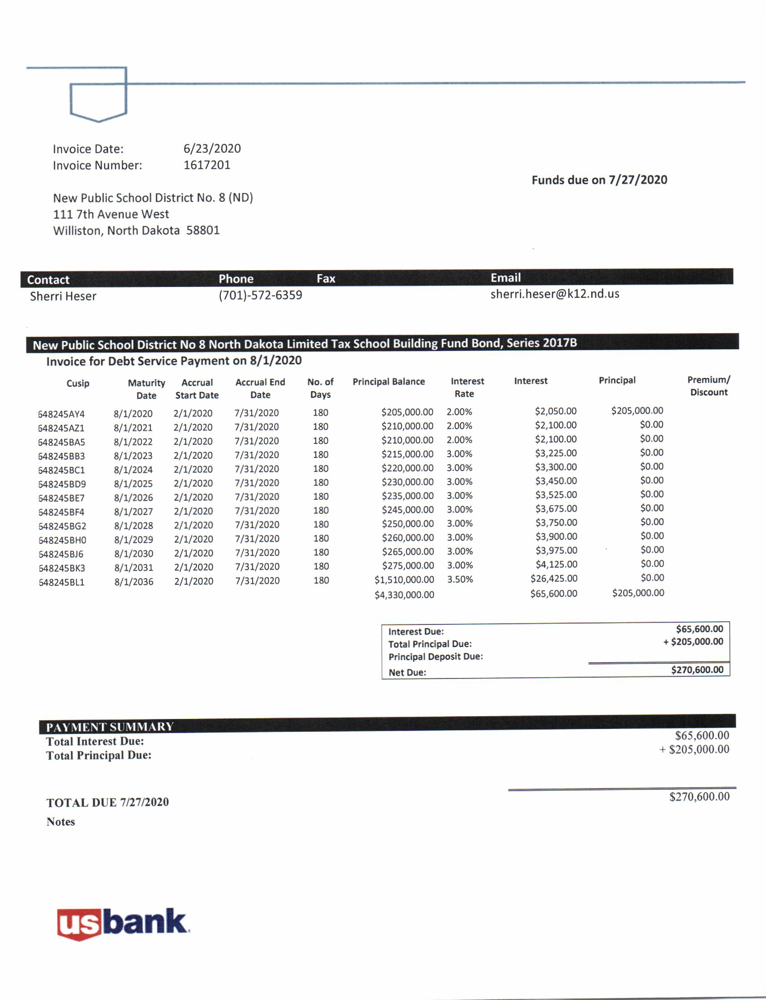 Invoice Date: 6/23/2020
Invoice Number: 1617201
Funds due on 7/27/2020
New Public School District No. 8 (ND)
111 7th Avenue West
Williston, North Dakota 58801
Contact Phone Fax Email
Sherri Heser (701)-572-6359 sherri.heser@k12.nd.us
New Public School District No 8 North Dakota Limited Tax School Building Fund Bond, Series 2017B
Invoice for Debt Service Payment on 8/1/2020
Cusip Maturity Accrual Accrual End No. of Principal Balance Interest Interest Principal Premium/
Date Start Date Date Days Rate Discount
648245AY4 8/1/2020 2/1/2020 7/31/2020 180 $205,000.00 2.00% $2,050.00 $205,000.00
648245AZ1 8/1/2021 2/1/2020 7/31/2020 180 $210,000.00 2.00% $2,100.00 $0.00
648245BA5 8/1/2022 2/1/2020 7/31/2020 180 $210,000.00 2.00% $2,100.00 $0.00
648245BB3 8/1/2023 2/1/2020 7/31/2020 180 $215,000.00 3.00% $3,225.00 $0.00
648245BC1 8/1/2024 2/1/2020 7/31/2020 180 $220,000.00 3.00% $3,300.00 $0.00
648245BD9 8/1/2025 2/1/2020 7/31/2020 180 $230,000.00 3.00% $3,450.00 $0.00
648245BE7 8/1/2026 2/1/2020 7/31/2020 180 $235,000.00 3.00% $3,525.00 $0.00
648245BF4 8/1/2027 2/1/2020 7/31/2020 180 $245,000.00 3.00% $3,675.00 $0.00
648245BG2 8/1/2028 2/1/2020 7/31/2020 180 $250,000.00 3.00% $3,750.00 $0.00
648245BH0 8/1/2029 2/1/2020 7/31/2020 180 $260,000.00 3.00% $3,900.00 $0.00
648245BJ6 8/1/2030 2/1/2020 7/31/2020 180 $265,000.00 3.00% $3,975.00 $0.00
648245BK3 8/1/2031 2/1/2020 7/31/2020 180 $275,000.00 3.00% $4,125.00 $0.00
648245BL1 8/1/2036 2/1/2020 7/31/2020 180 $1,510,000.00 3.50% $26,425.00 $0.00
$4,330,000.00 $65,600.00 $205,000.00
Interest Due: $65,600.00
Total Principal Due: + $205,000.00
Principal Deposit Due:
Net Due: $270,600.00
PAYMENT SUMMARY
Total Interest Due: $65,600.00
Total Principal Due: + $205,000.00
TOTAL DUE 7/27/2020 $270,600.00
Notes
usbank.